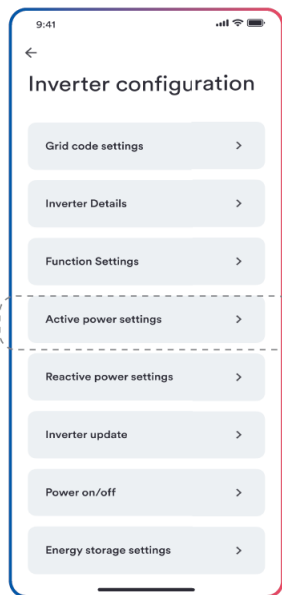 9:41
Inverter configuration
Grid code settings
Inverter Details
Function Settings
Active power settings
Reactive power settings
Inverter update
Power on/off
Energy storage settings